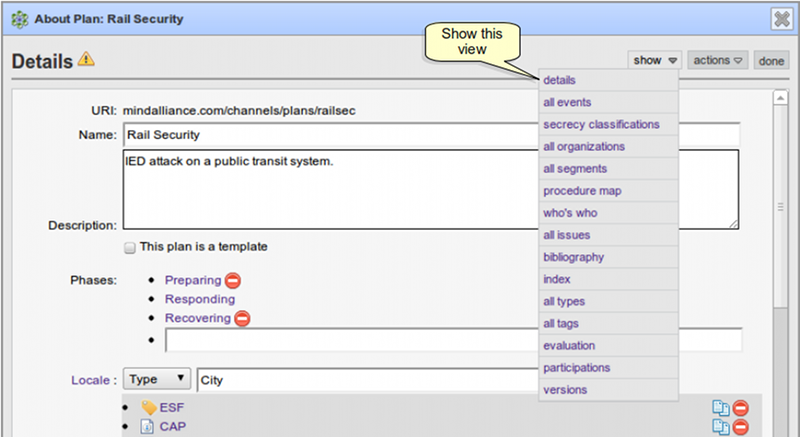 About Plan: Rail Security
Show this
view
Details
show
actions
done
details
all events
secrecy classifications
all organizations
all segments
procedure map
who's who
all issues
bibliography
index
all types
all tags
evaluation
participations
versions
URI: mindalliance.com/channels/plans/railsec
Name: Rail Security
IED attack on a public transit system.
Description:
This plan is a template
Phases:
Preparing
Responding
Recovering
Locale : Type City
ESF
CAP